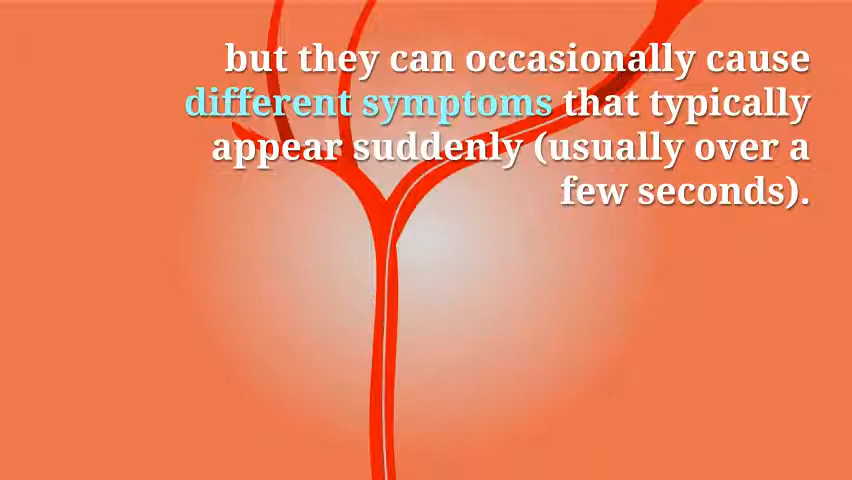 but they can occasionally cause
different symptoms that typically
appear suddenly (usually over a
few seconds).